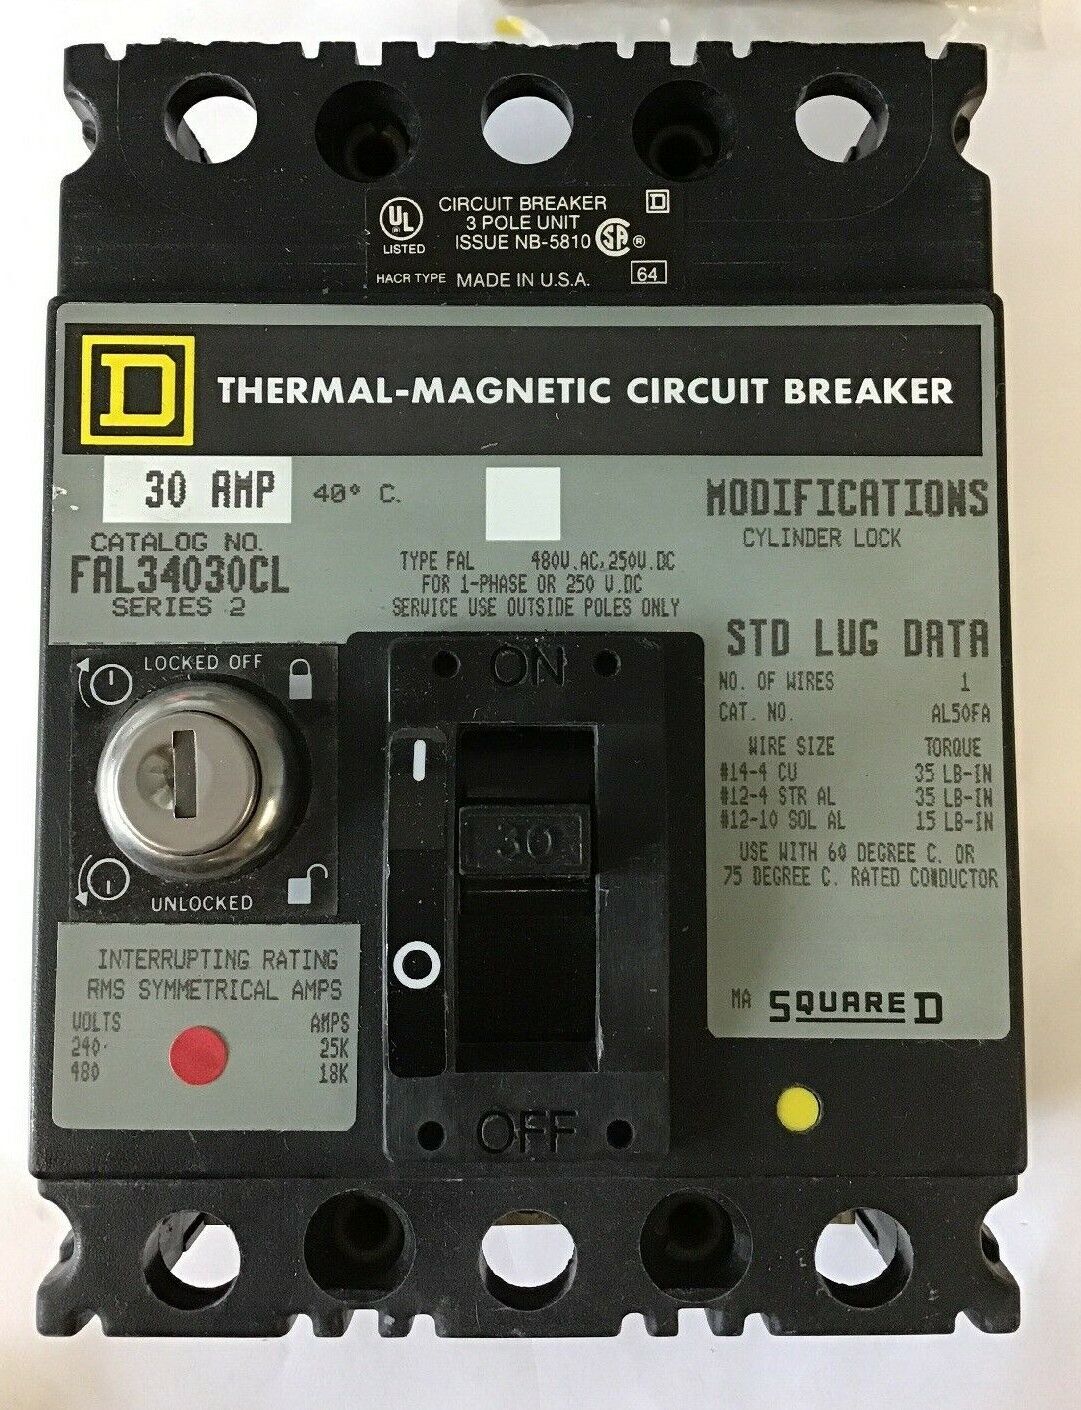 UL
LISTED
CIRCUIT BREAKER
3 POLE UNIT
ISSUE NB-5810
D
SA ®
HACR TYPE MADE IN U.S.A. 64
D
THERMAL-MAGNETIC CIRCUIT BREAKER
30 AMP 40° C.
CATALOG NO.
FAL34030CL
SERIES 2
TYPE FAL 480V.AC,250V.DC
FOR 1-PHASE OR 250 V.DC
SERVICE USE OUTSIDE POLES ONLY
MODIFICATIONS
CYLINDER LOCK
STD LUG DATA
NO. OF WIRES 1
CAT. NO. AL50FA
WIRE SIZE TORQUE
#14-4 CU 35 LB-IN
#12-4 STR AL 35 LB-IN
#12-10 SOL AL 15 LB-IN
USE WITH 60 DEGREE C. OR
75 DEGREE C. RATED CONDUCTOR
MA SQUARE D
LOCKED OFF
UNLOCKED
ON
I
30
O
OFF
INTERRUPTING RATING
RMS SYMMETRICAL AMPS
VOLTS AMPS
240 25K
480 18K